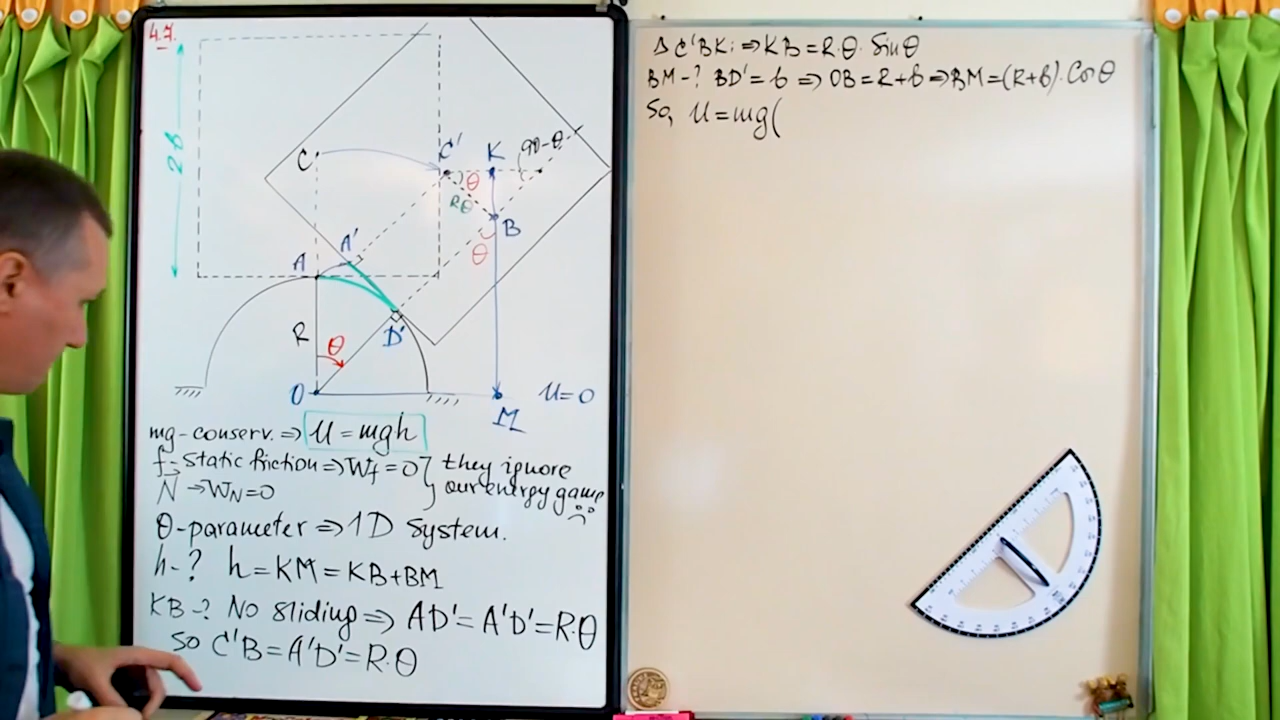 4.7.
2b
C
C'
K
90-θ
θ
Rθ
B
A'
A
θ
R
θ
D'
O
U=0
M
mg-conserv. ⇒ U=mgh
f-static friction ⇒ Wf=0 } they ignore
N → WN=0 our energy game
θ-parameter ⇒ 1D system.
h-? h=KM=KB+BM
KB-? No sliding ⇒ AD'=A'D'=R·θ
so C'B=A'D'=R·θ
Δ C'BK: ⇒ KB=R·θ·Sinθ
BM-? BD'=b ⇒ OB=R+b ⇒ BM=(R+b)·Cosθ
So, U=mg(